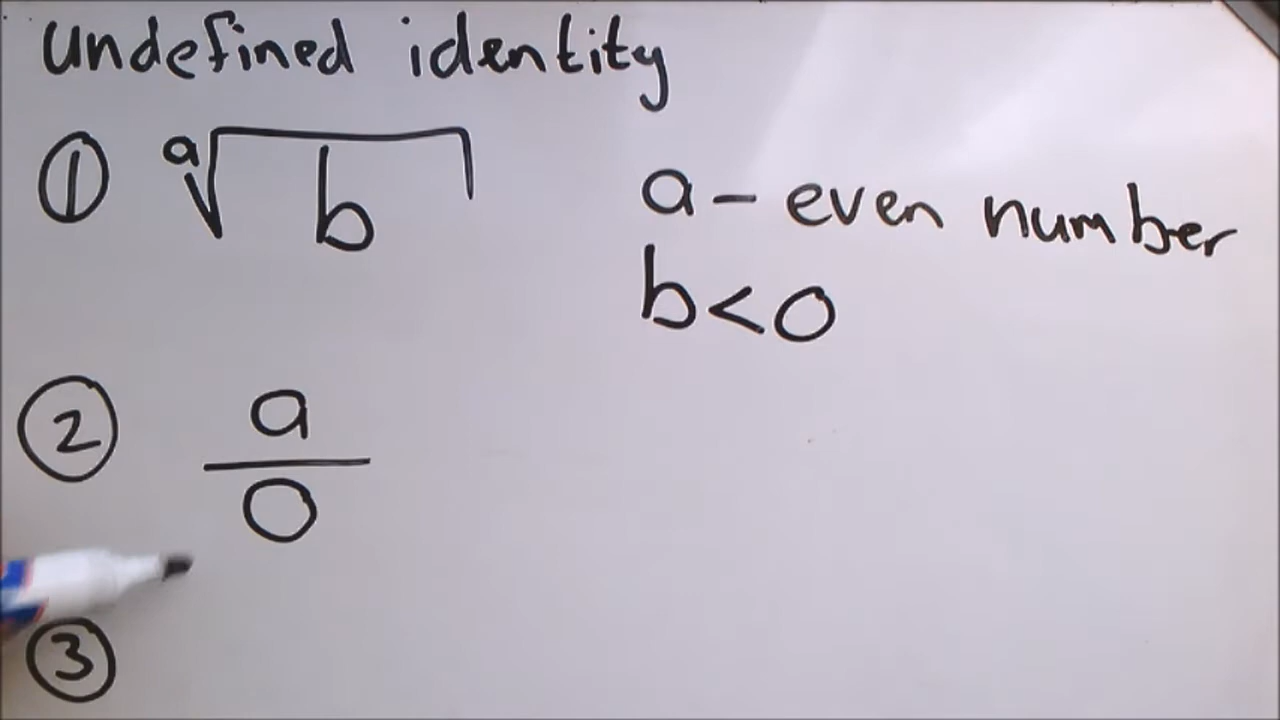 Undefined identity
① ᵃ√b
a - even number
b<0
② a/0
③